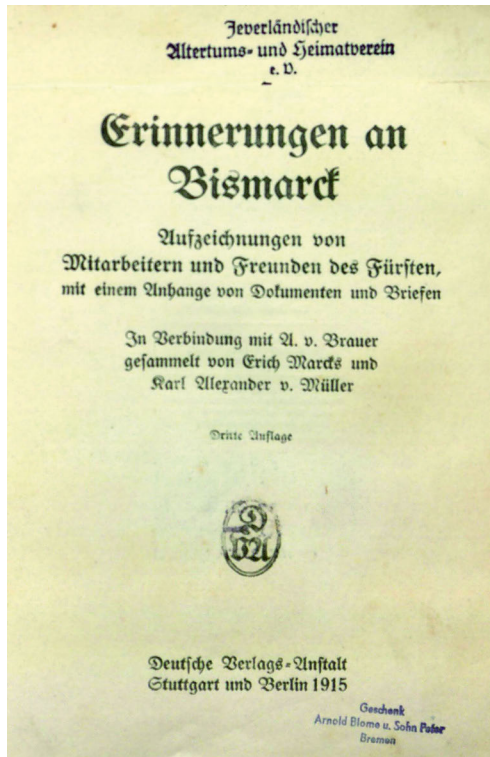 Jeverländischer
Altertums- und Heimatverein
e. V.
Erinnerungen an
Bismarck
Aufzeichnungen von
Mitarbeitern und Freunden des Fürsten,
mit einem Anhange von Dokumenten und Briefen
In Verbindung mit A. v. Brauer
gesammelt von Erich Marcks und
Karl Alexander v. Müller
Dritte Auflage
D
VA
Deutsche Verlags-Anstalt
Stuttgart und Berlin 1915
Geschenk
Arnold Blome u. Sohn Peter
Bremen